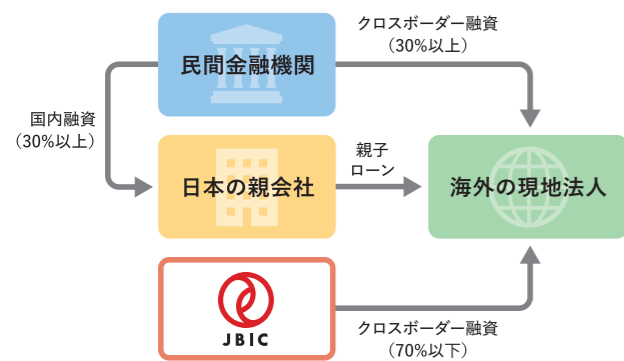 クロスボーダー融資
（30%以上）
民間金融機関
国内融資
（30%以上）
日本の親会社
親子
ローン
海外の現地法人
JBIC
クロスボーダー融資
（70%以下）